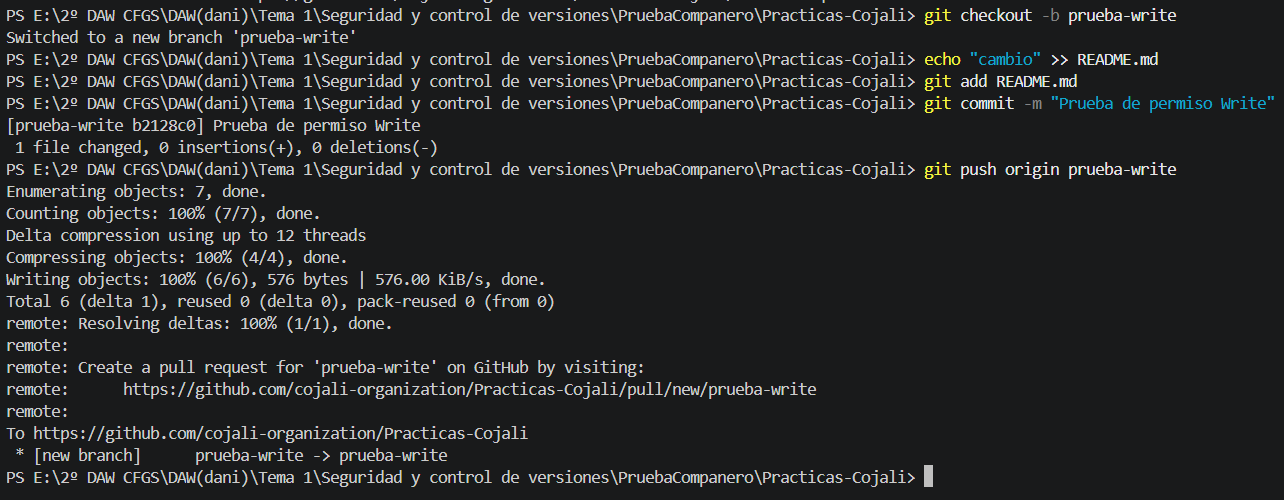 PS E:\2º DAW CFGS\DAW(dani)\Tema 1\Seguridad y control de versiones\PruebaCompanero\Practicas-Cojali> git checkout -b prueba-write
Switched to a new branch 'prueba-write'
PS E:\2º DAW CFGS\DAW(dani)\Tema 1\Seguridad y control de versiones\PruebaCompanero\Practicas-Cojali> echo "cambio" >> README.md
PS E:\2º DAW CFGS\DAW(dani)\Tema 1\Seguridad y control de versiones\PruebaCompanero\Practicas-Cojali> git add README.md
PS E:\2º DAW CFGS\DAW(dani)\Tema 1\Seguridad y control de versiones\PruebaCompanero\Practicas-Cojali> git commit -m "Prueba de permiso Write"
[prueba-write b2128c0] Prueba de permiso Write
 1 file changed, 0 insertions(+), 0 deletions(-)
PS E:\2º DAW CFGS\DAW(dani)\Tema 1\Seguridad y control de versiones\PruebaCompanero\Practicas-Cojali> git push origin prueba-write
Enumerating objects: 7, done.
Counting objects: 100% (7/7), done.
Delta compression using up to 12 threads
Compressing objects: 100% (4/4), done.
Writing objects: 100% (6/6), 576 bytes | 576.00 KiB/s, done.
Total 6 (delta 1), reused 0 (delta 0), pack-reused 0 (from 0)
remote: Resolving deltas: 100% (1/1), done.
remote:
remote: Create a pull request for 'prueba-write' on GitHub by visiting:
remote:      https://github.com/cojali-organization/Practicas-Cojali/pull/new/prueba-write
remote:
To https://github.com/cojali-organization/Practicas-Cojali
 * [new branch]      prueba-write -> prueba-write
PS E:\2º DAW CFGS\DAW(dani)\Tema 1\Seguridad y control de versiones\PruebaCompanero\Practicas-Cojali>